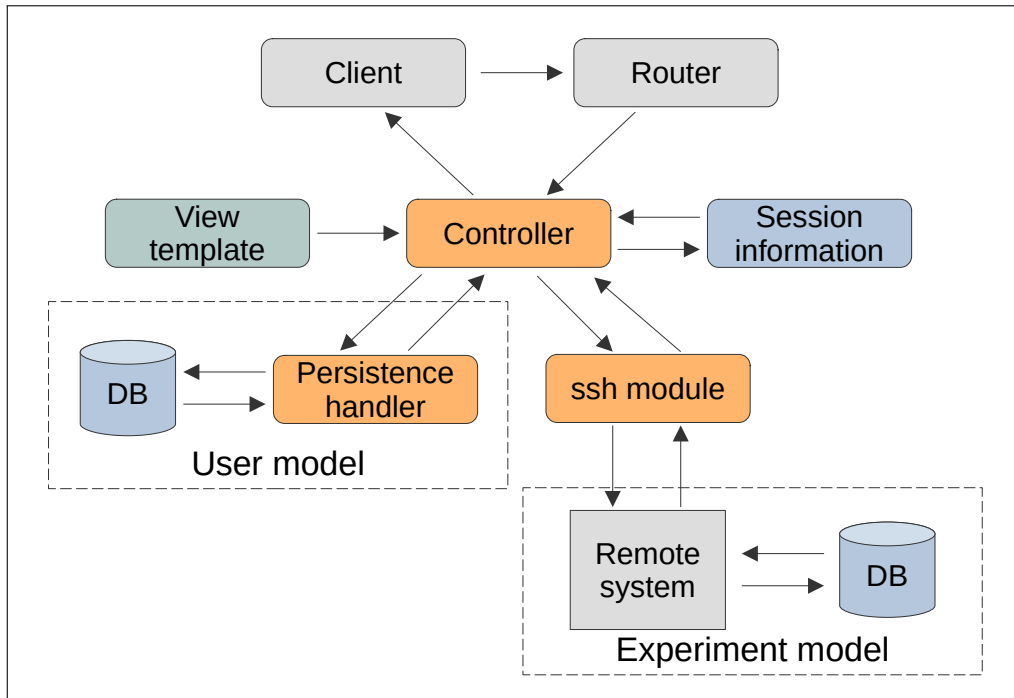 Client
Router
View
template
Controller
Session
information
DB
Persistence
handler
ssh module
User model
Remote
system
DB
Experiment model